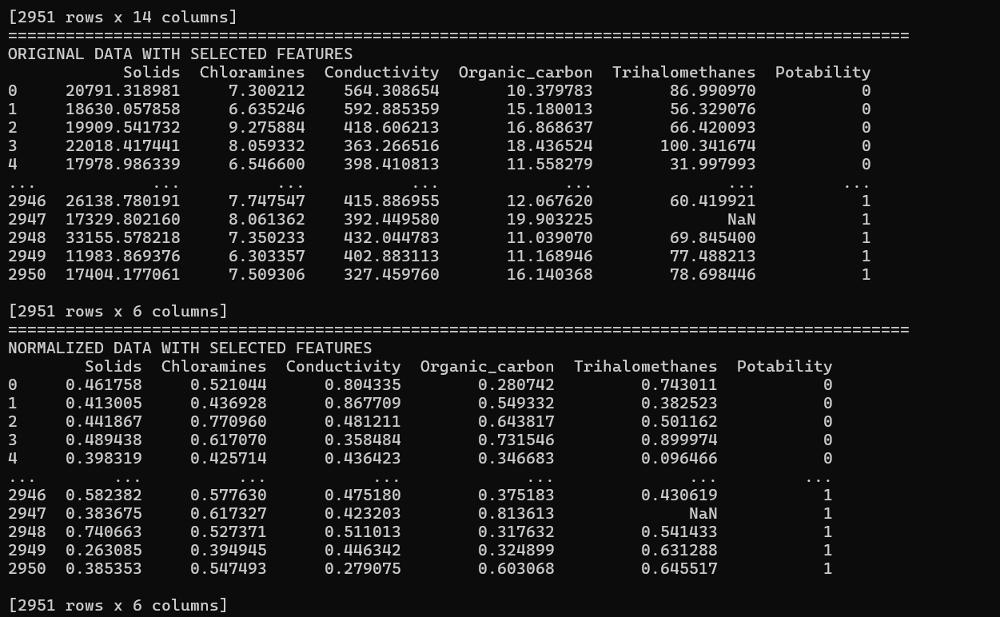 [2951 rows x 14 columns]
==============================================================================================
ORIGINAL DATA WITH SELECTED FEATURES
            Solids  Chloramines  Conductivity  Organic_carbon  Trihalomethanes  Potability
0     20791.318981     7.300212    564.308654       10.379783        86.990970           0
1     18630.057858     6.635246    592.885359       15.180013        56.329076           0
2     19909.541732     9.275884    418.606213       16.868637        66.420093           0
3     22018.417441     8.059332    363.266516       18.436524       100.341674           0
4     17978.986339     6.546600    398.410813       11.558279        31.997993           0
...            ...          ...           ...             ...              ...         ...
2946  26138.780191     7.747547    415.886955       12.067620        60.419921           1
2947  17329.802160     8.061362    392.449580       19.903225              NaN           1
2948  33155.578218     7.350233    432.044783       11.039070        69.845400           1
2949  11983.869376     6.303357    402.883113       11.168946        77.488213           1
2950  17404.177061     7.509306    327.459760       16.140368        78.698446           1
[2951 rows x 6 columns]
==============================================================================================
NORMALIZED DATA WITH SELECTED FEATURES
        Solids  Chloramines  Conductivity  Organic_carbon  Trihalomethanes  Potability
0     0.461758     0.521044      0.804335        0.280742         0.743011           0
1     0.413005     0.436928      0.867709        0.549332         0.382523           0
2     0.441867     0.770960      0.481211        0.643817         0.501162           0
3     0.489438     0.617070      0.358484        0.731546         0.899974           0
4     0.398319     0.425714      0.436423        0.346683         0.096466           0
...        ...          ...           ...             ...              ...         ...
2946  0.582382     0.577630      0.475180        0.375183         0.430619           1
2947  0.383675     0.617327      0.423203        0.813613              NaN           1
2948  0.740663     0.527371      0.511013        0.317632         0.541433           1
2949  0.263085     0.394945      0.446342        0.324899         0.631288           1
2950  0.385353     0.547493      0.279075        0.603068         0.645517           1
[2951 rows x 6 columns]